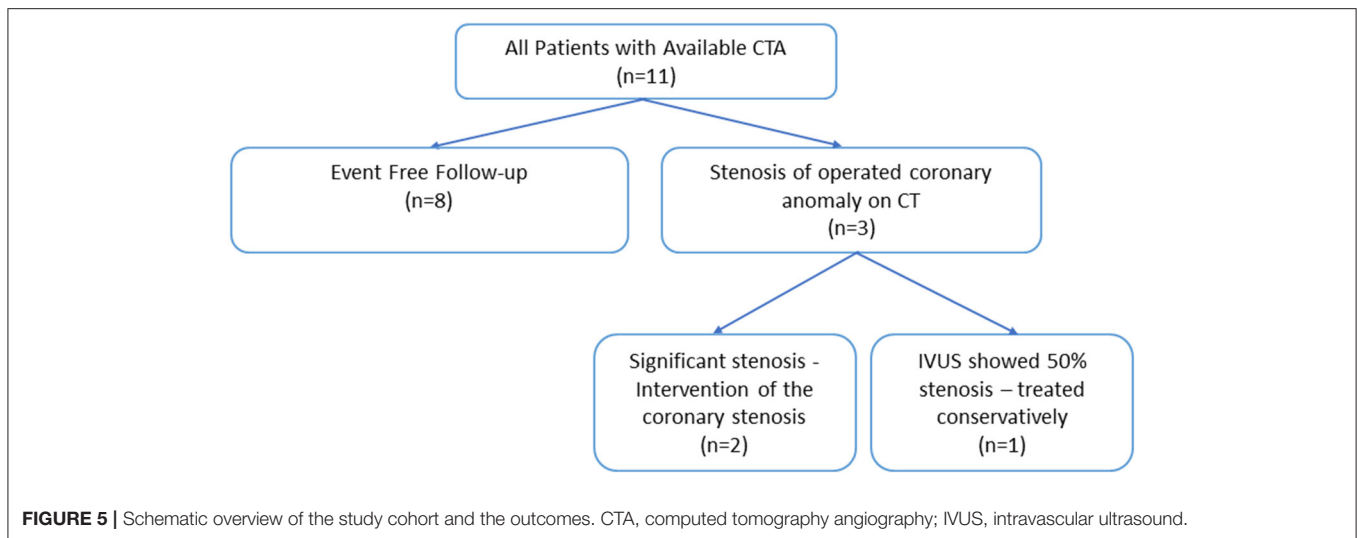 All Patients with Available CTA
(n=11)
Event Free Follow-up
(n=8)
Stenosis of operated coronary
anomaly on CT
(n=3)
Significant stenosis -
Intervention of the
coronary stenosis
(n=2)
IVUS showed 50%
stenosis – treated
conservatively
(n=1)
FIGURE 5 | Schematic overview of the study cohort and the outcomes. CTA, computed tomography angiography; IVUS, intravascular ultrasound.